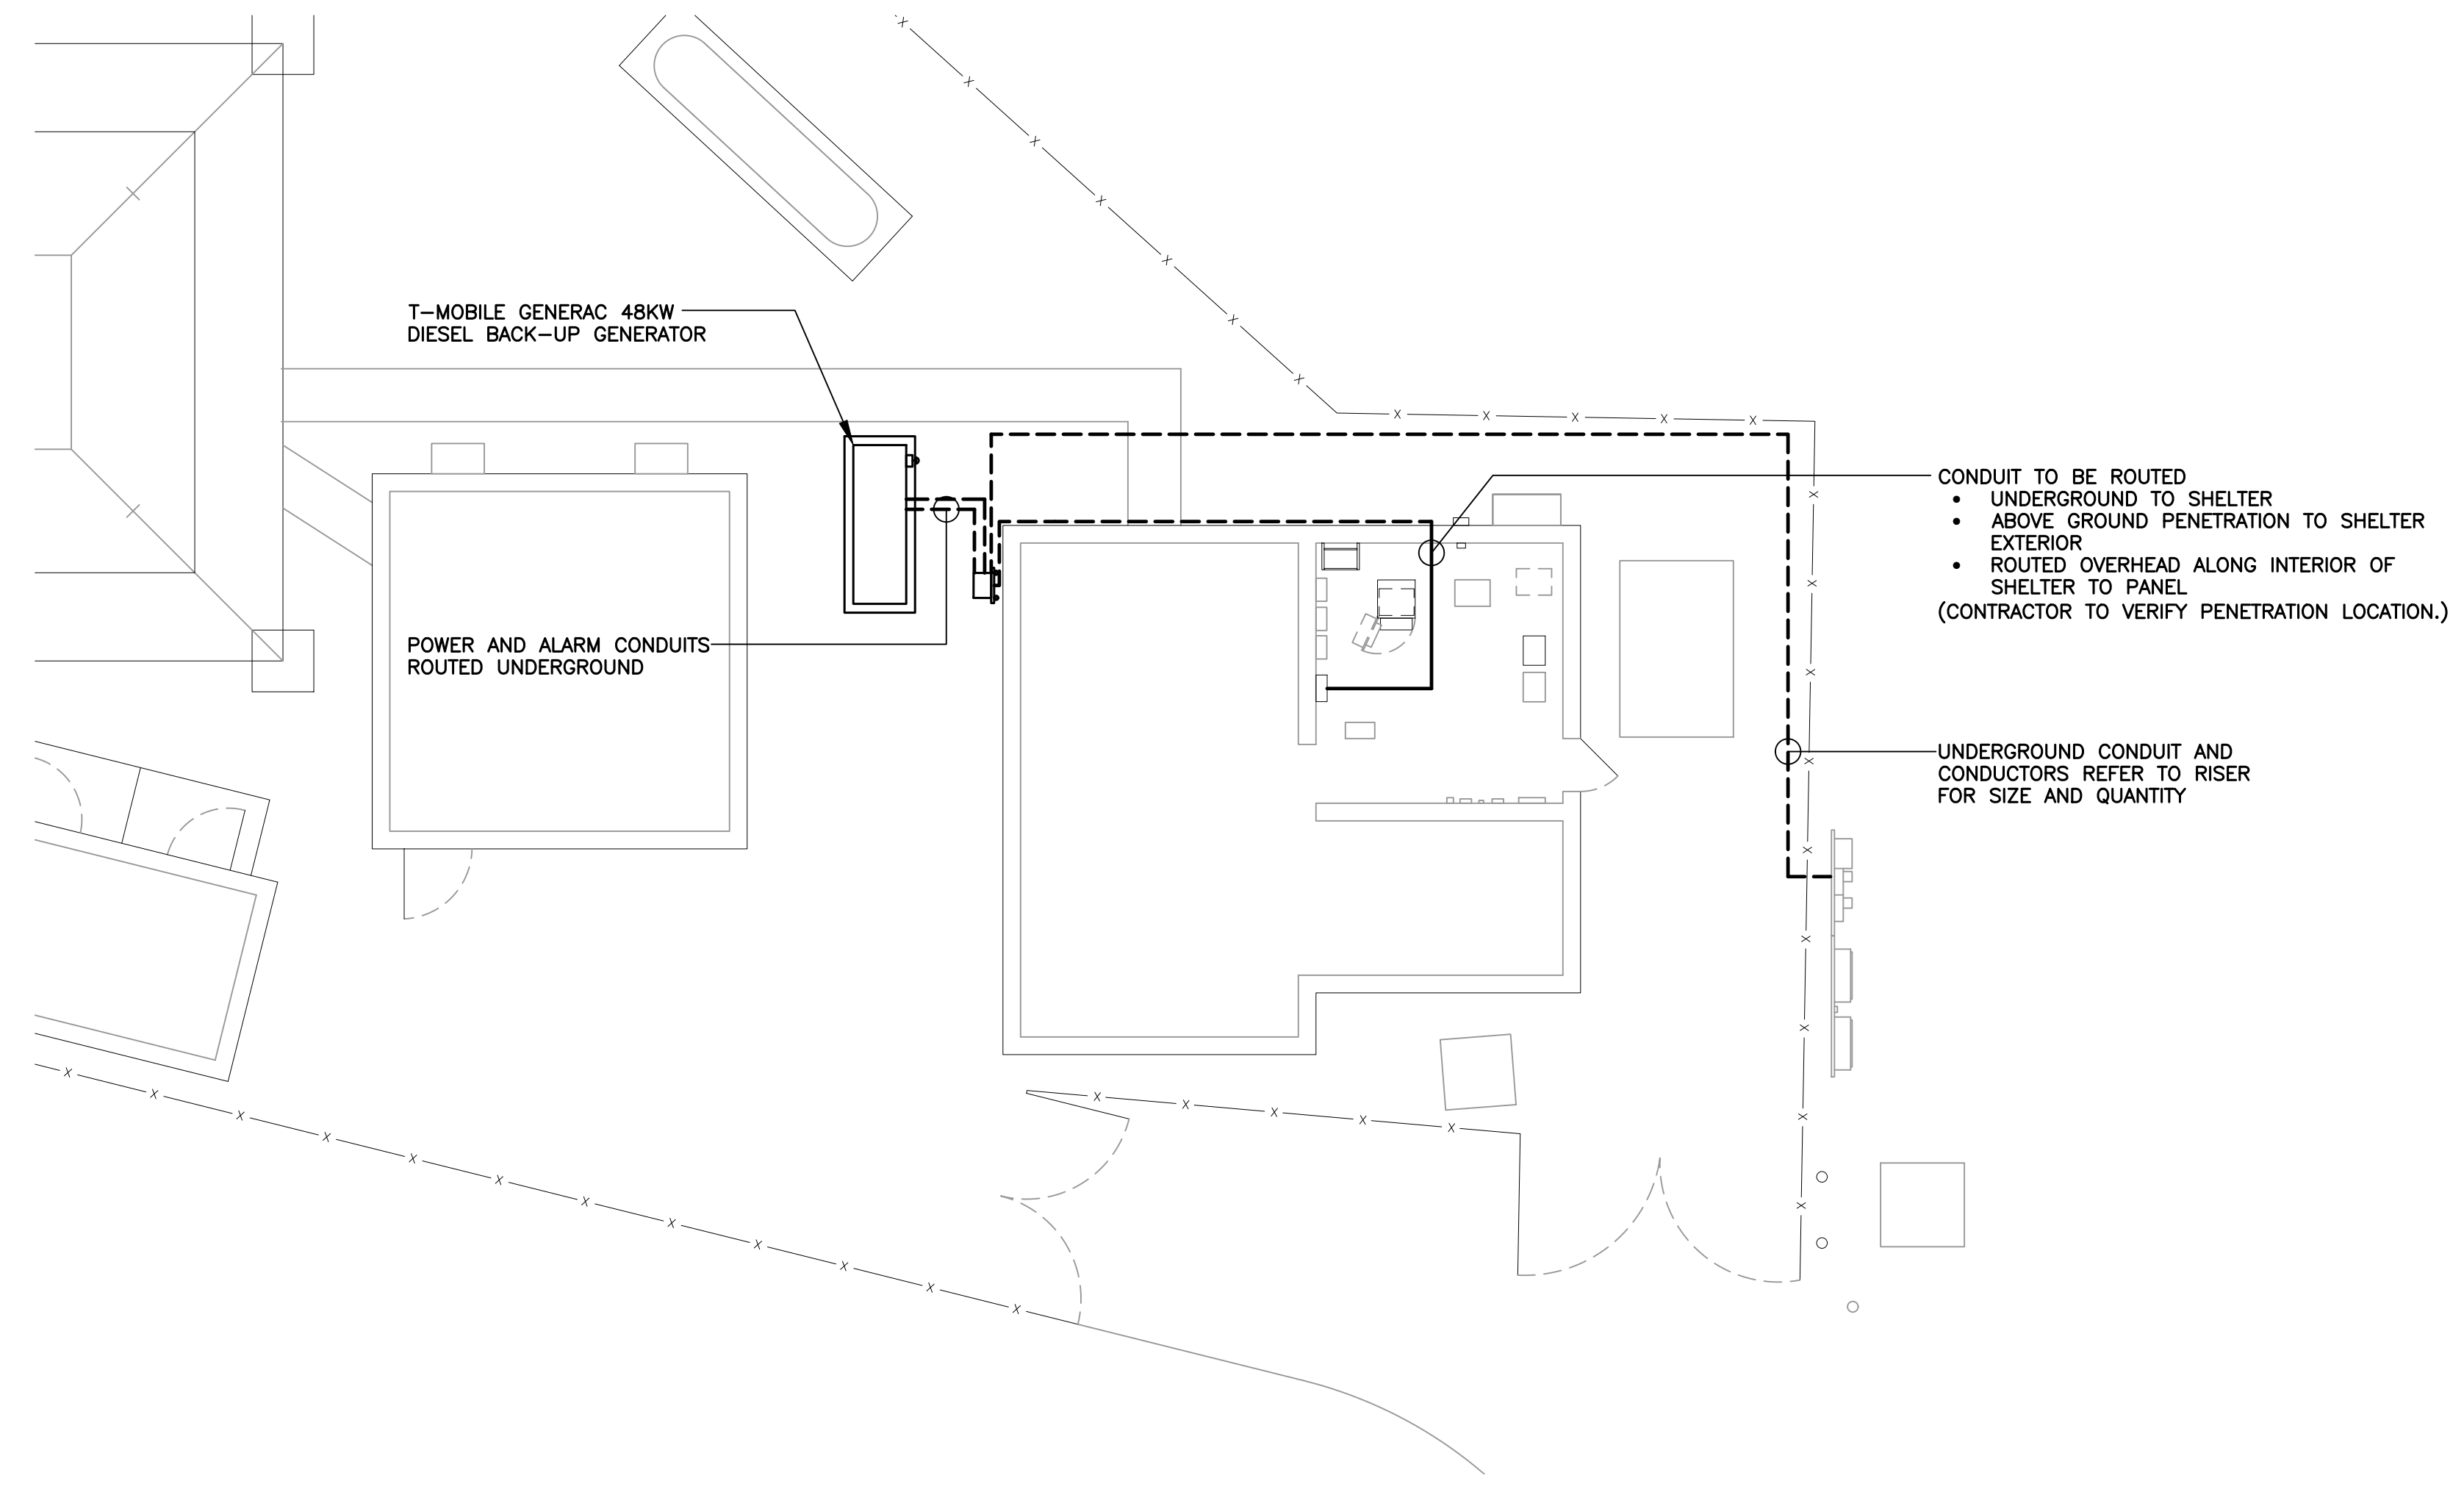 T-MOBILE GENERAC 48KW
DIESEL BACK-UP GENERATOR
POWER AND ALARM CONDUITS
ROUTED UNDERGROUND
CONDUIT TO BE ROUTED
• UNDERGROUND TO SHELTER
• ABOVE GROUND PENETRATION TO SHELTER
EXTERIOR
• ROUTED OVERHEAD ALONG INTERIOR OF
SHELTER TO PANEL
(CONTRACTOR TO VERIFY PENETRATION LOCATION.)
UNDERGROUND CONDUIT AND
CONDUCTORS REFER TO RISER
FOR SIZE AND QUANTITY